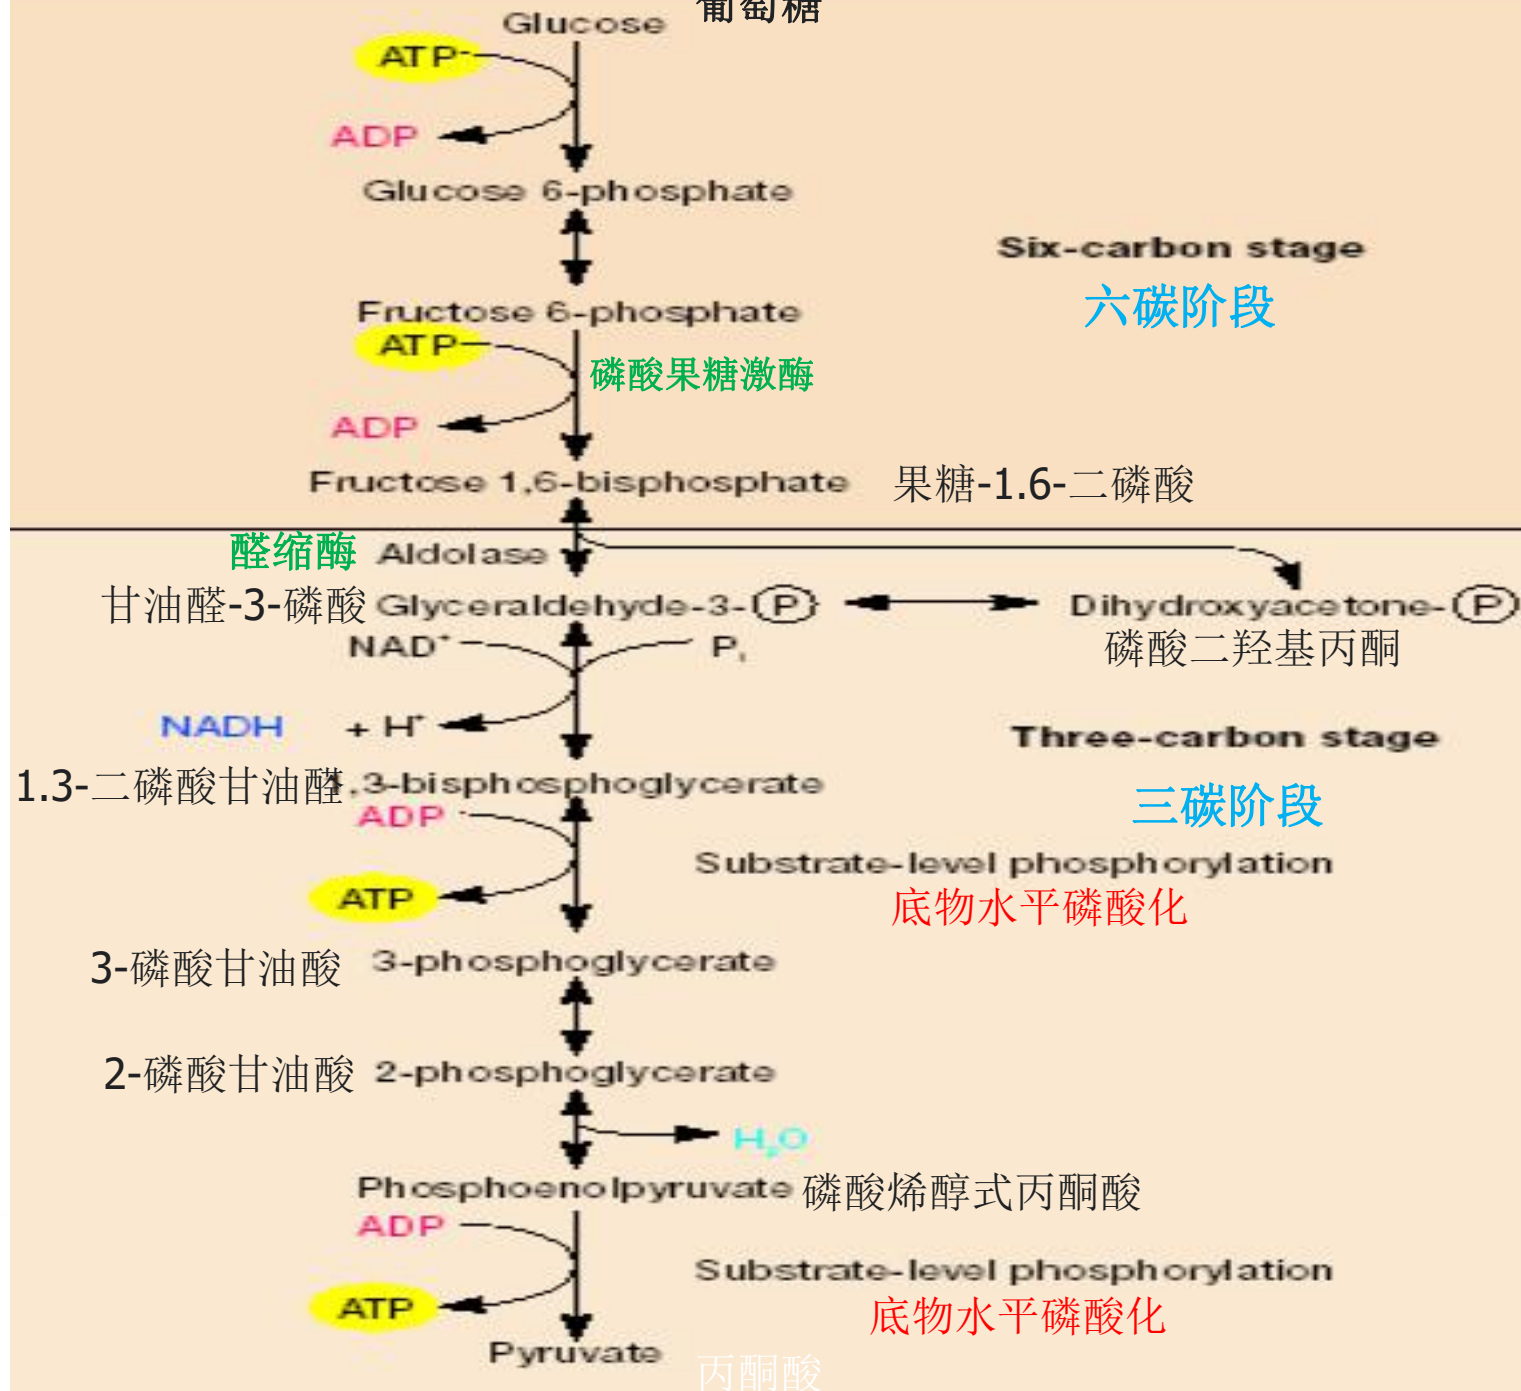 葡萄糖
Glucose
ATP
ADP
Glucose 6-phosphate
Six-carbon stage
六碳阶段
Fructose 6-phosphate
ATP
磷酸果糖激酶
ADP
Fructose 1,6-bisphosphate 果糖-1.6-二磷酸
醛缩酶 Aldolase
甘油醛-3-磷酸 Glyceraldehyde-3-P Dihydroxyacetone-P
磷酸二羟基丙酮
NAD+ Pi
NADH + H+
Three-carbon stage
1.3-二磷酸甘油醛 1,3-bisphosphoglycerate
三碳阶段
ADP
Substrate-level phosphorylation
ATP
底物水平磷酸化
3-磷酸甘油酸 3-phosphoglycerate
2-磷酸甘油酸 2-phosphoglycerate
H2O
Phosphoenolpyruvate 磷酸烯醇式丙酮酸
ADP
Substrate-level phosphorylation
ATP
底物水平磷酸化
Pyruvate
丙酮酸